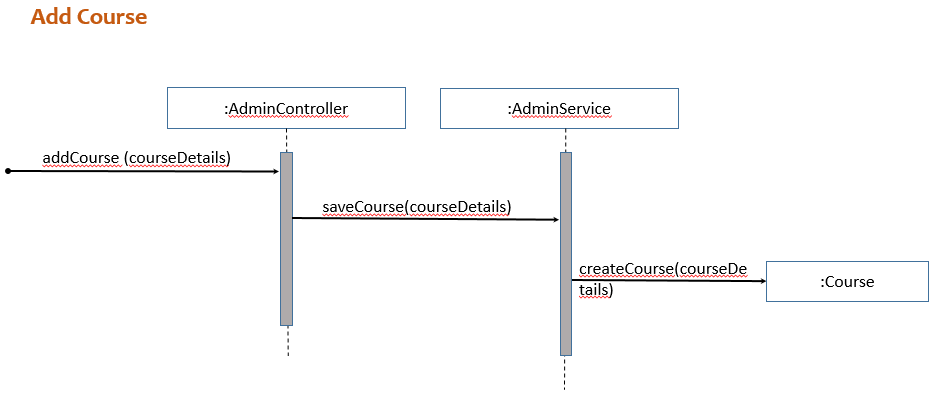 Add Course
:AdminController
:AdminService
addCourse (courseDetails)
saveCourse(courseDetails)
createCourse(courseDe
tails)
:Course